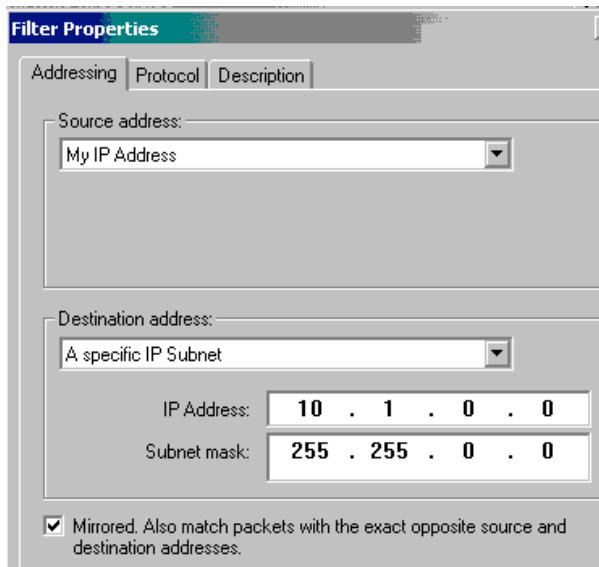 Filter Properties
Addressing Protocol Description
Source address:
My IP Address
Destination address:
A specific IP Subnet
IP Address: 10 . 1 . 0 . 0
Subnet mask: 255 . 255 . 0 . 0
Mirrored. Also match packets with the exact opposite source and
destination addresses.